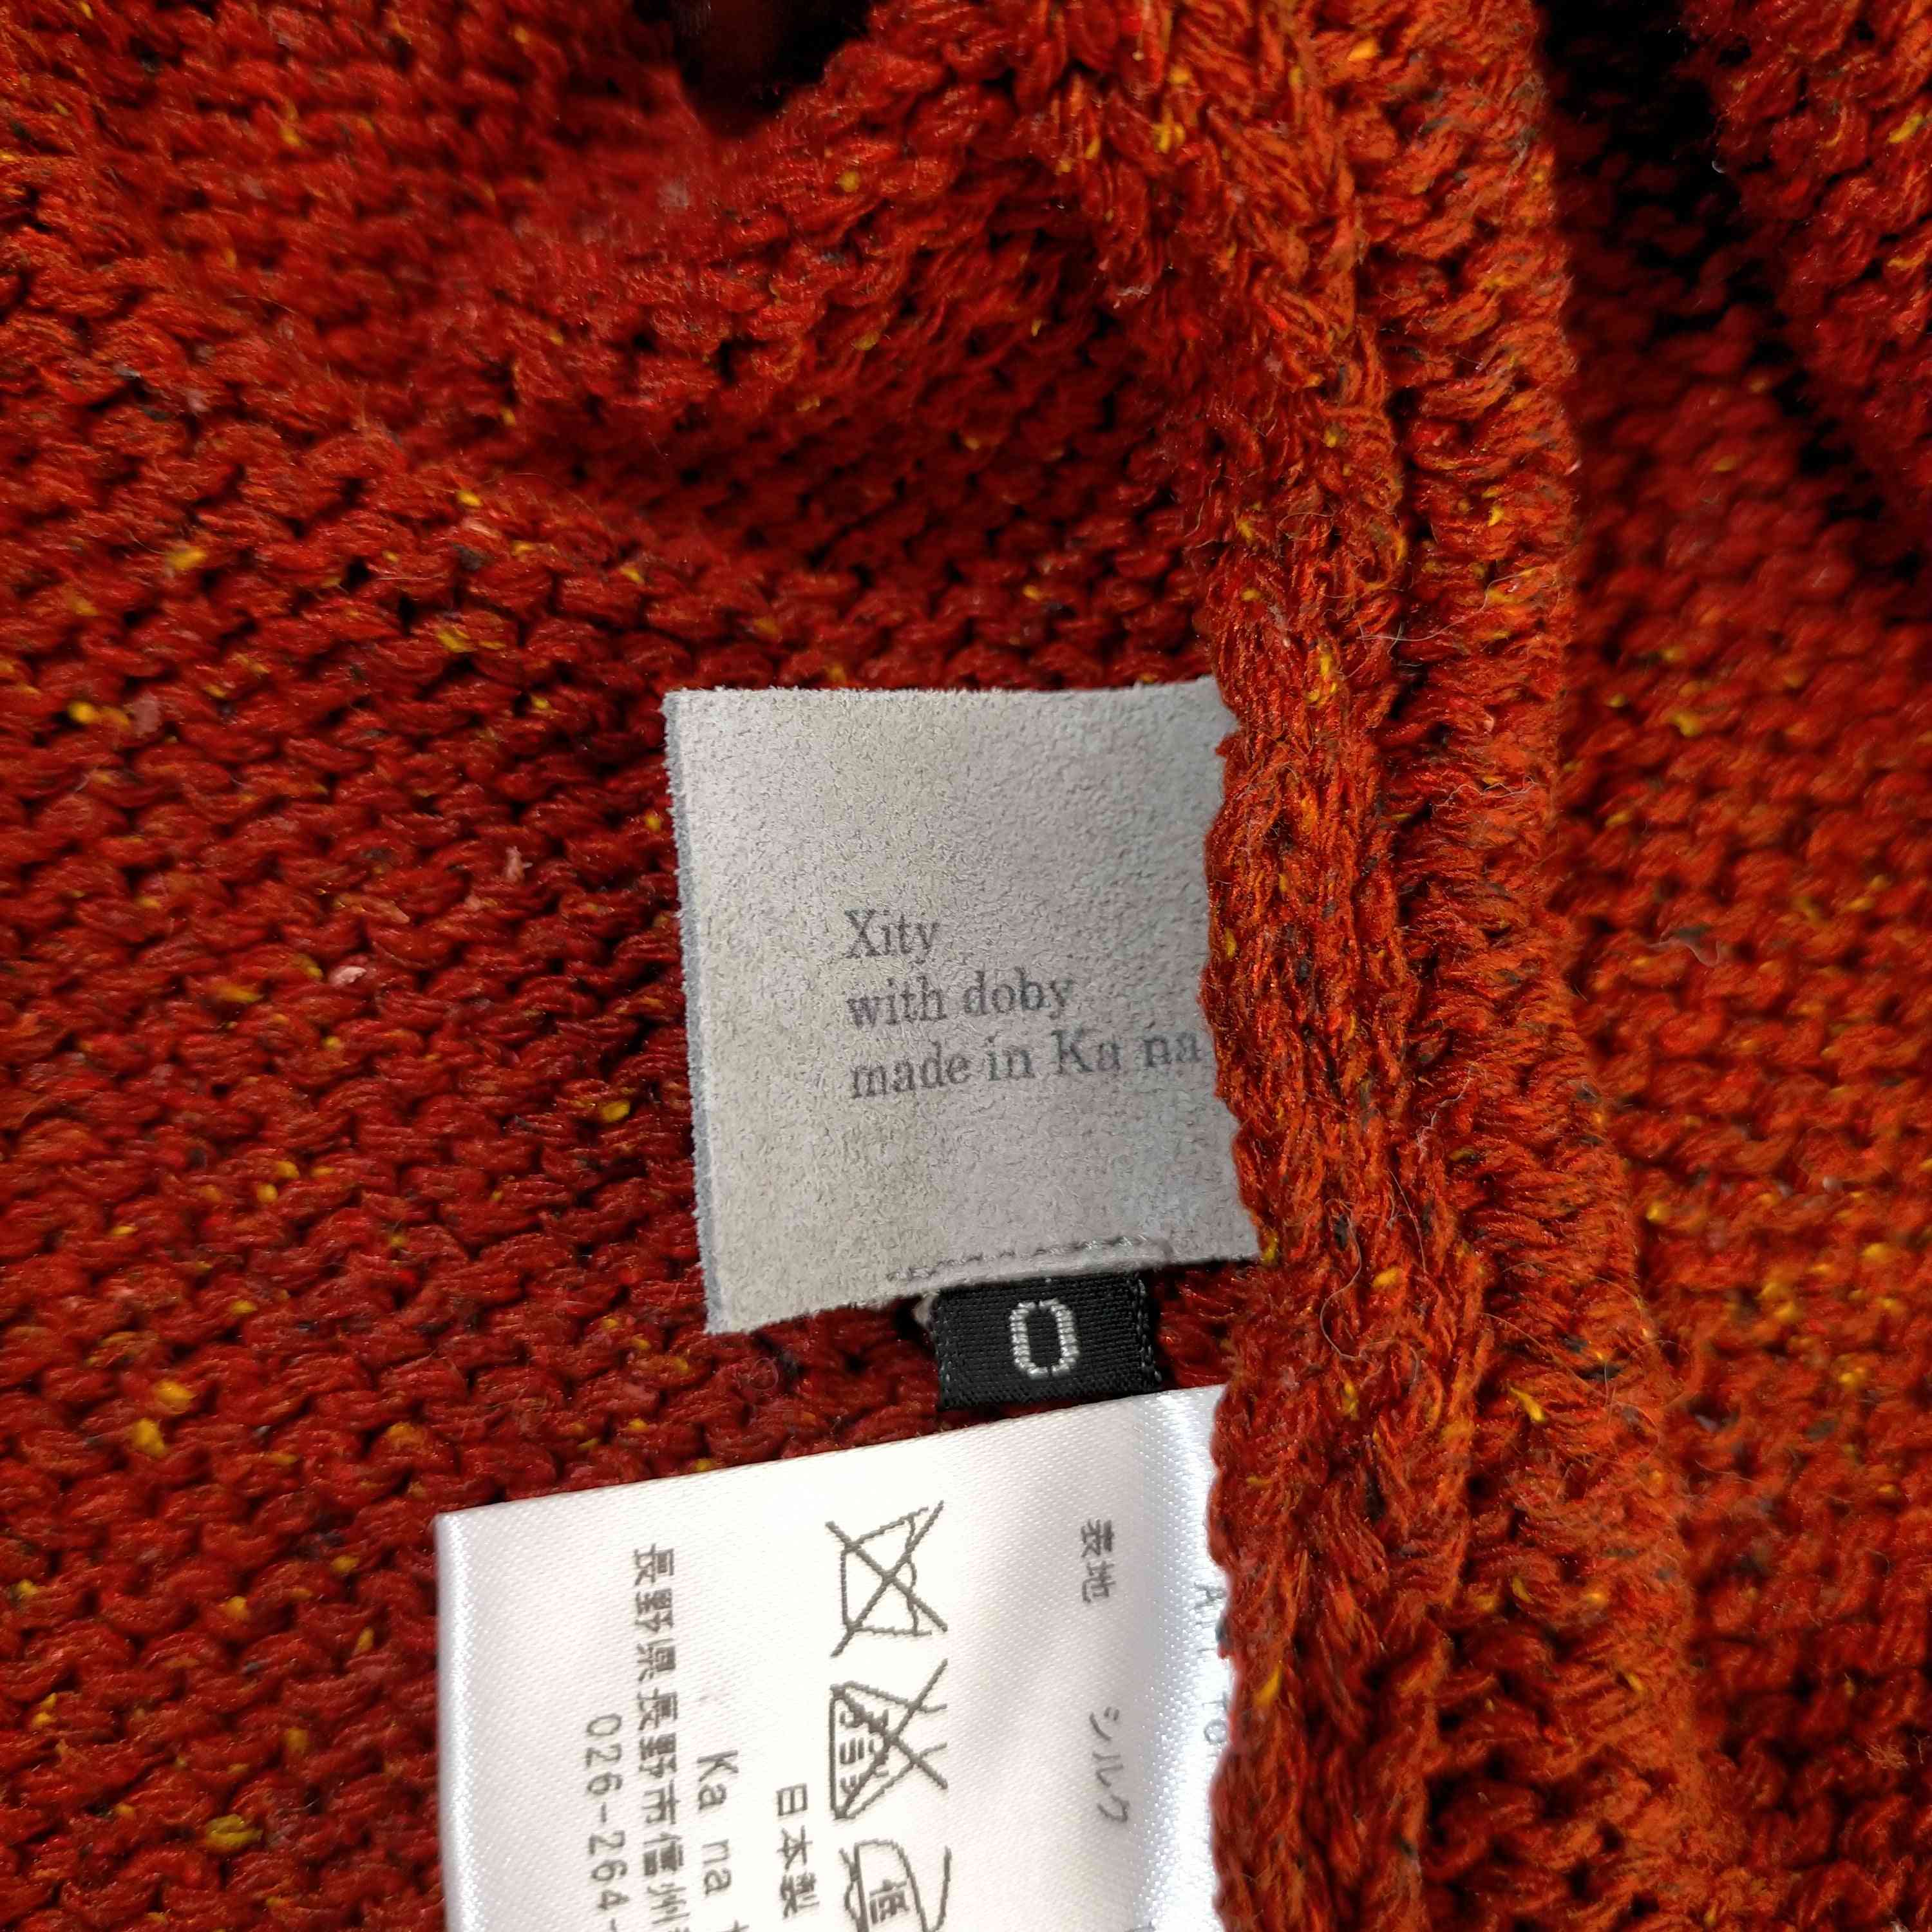 Xity
with doby
made in Ka na
0
表地
シルク
低
日本製
Ka na
長野県長野市信州
026-264-